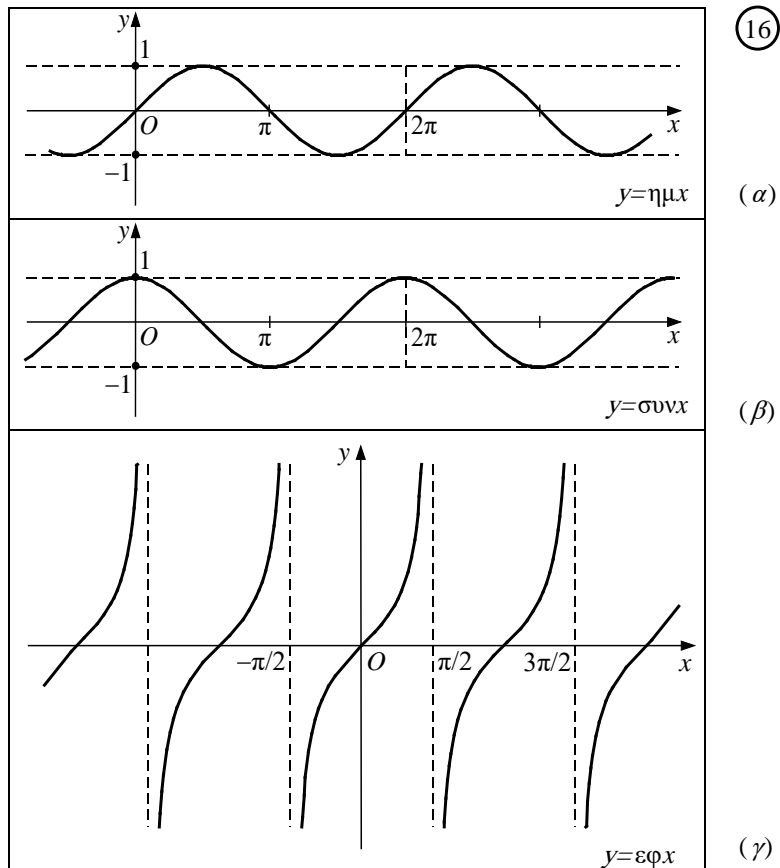 16
y
1
O
π
2π
x
−1
y=ημx
(α)
y
1
O
π
2π
x
−1
y=συνx
(β)
y
−π/2
O
π/2
3π/2
x
y=εφx
(γ)